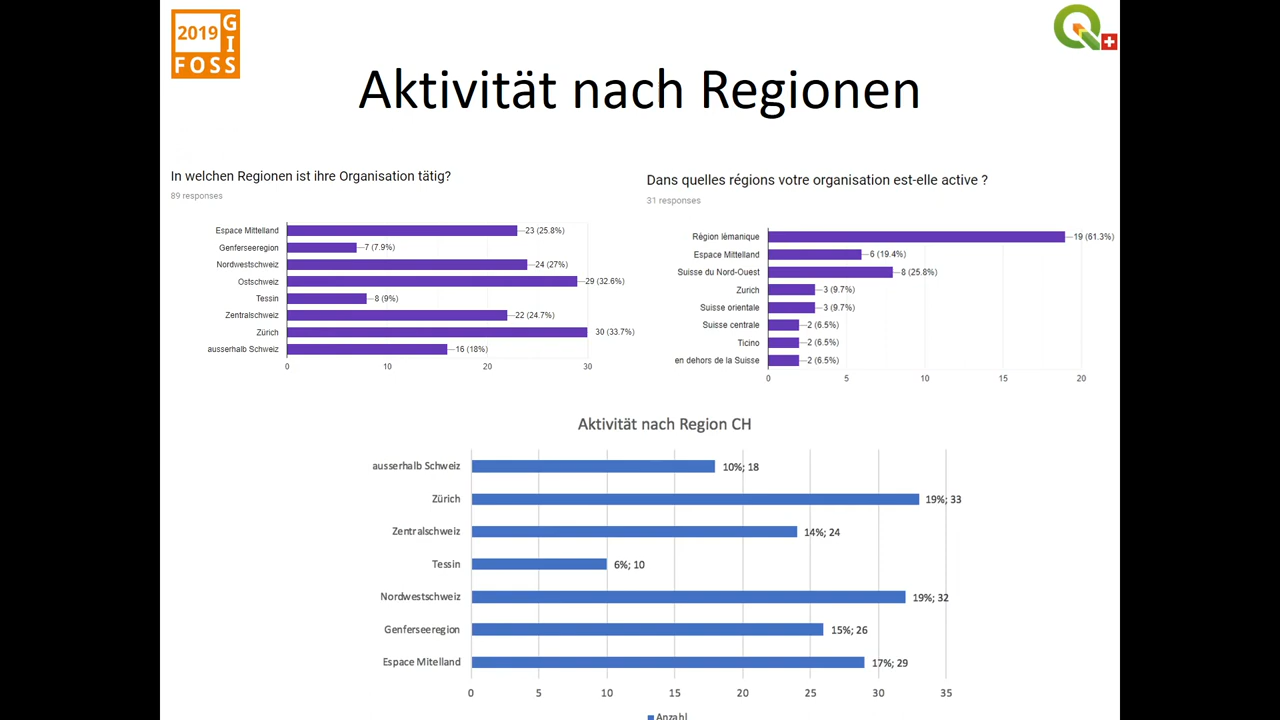 2019
G
I
FOSS
Aktivität nach Regionen
In welchen Regionen ist ihre Organisation tätig?
89 responses
Espace Mittelland 23 (25.8%)
Genferseeregion 7 (7.9%)
Nordwestschweiz 24 (27%)
Ostschweiz 29 (32.6%)
Tessin 8 (9%)
Zentralschweiz 22 (24.7%)
Zürich 30 (33.7%)
ausserhalb Schweiz 16 (18%)
0 10 20 30
Dans quelles régions votre organisation est-elle active ?
31 responses
Région lémanique 19 (61.3%)
Espace Mittelland 6 (19.4%)
Suisse du Nord-Ouest 8 (25.8%)
Zurich 3 (9.7%)
Suisse orientale 3 (9.7%)
Suisse centrale 2 (6.5%)
Ticino 2 (6.5%)
en dehors de la Suisse 2 (6.5%)
0 5 10 15 20
Aktivität nach Region CH
ausserhalb Schweiz 10%; 18
Zürich 19%; 33
Zentralschweiz 14%; 24
Tessin 6%; 10
Nordwestschweiz 19%; 32
Genferseeregion 15%; 26
Espace Mitelland 17%; 29
0 5 10 15 20 25 30 35
Anzahl